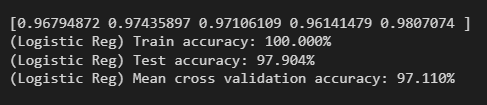 [0.96794872 0.97435897 0.97106109 0.96141479 0.9807074 ]
(Logistic Reg) Train accuracy: 100.000%
(Logistic Reg) Test accuracy: 97.904%
(Logistic Reg) Mean cross validation accuracy: 97.110%